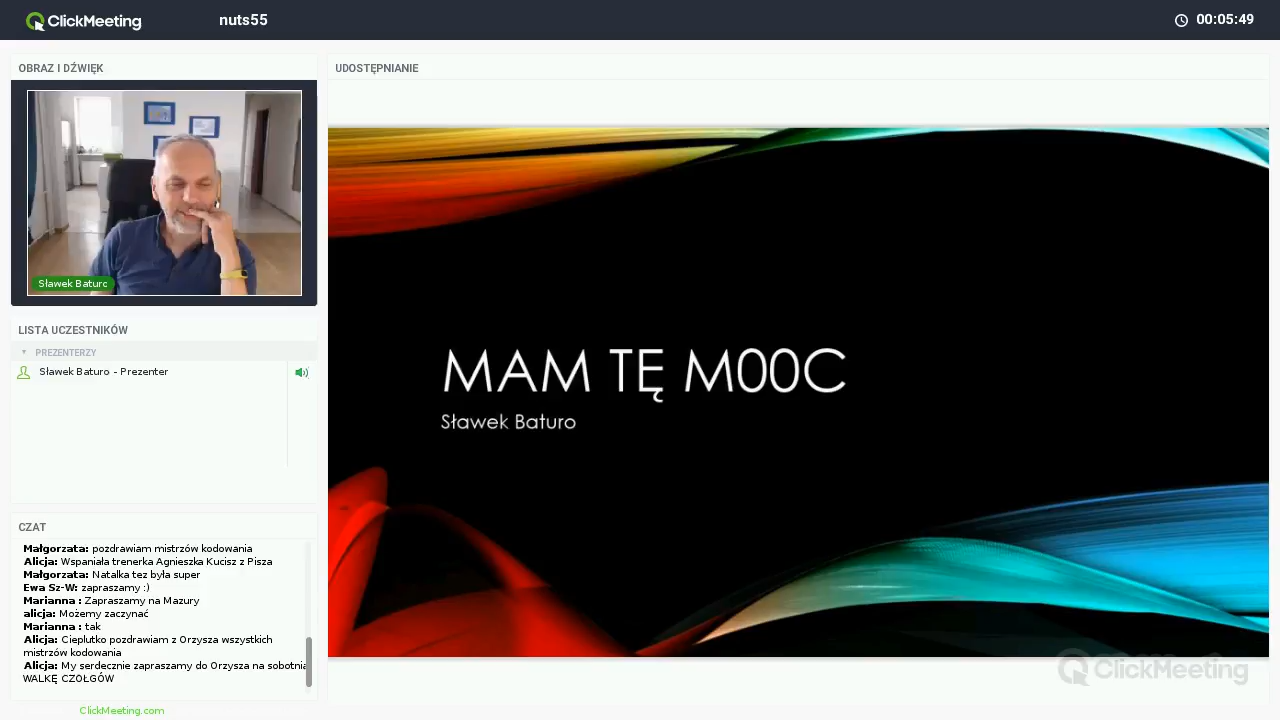 ClickMeeting
nuts55
00:05:49
OBRAZ I DŹWIĘK
UDOSTĘPNIANIE
Sławek Baturo
LISTA UCZESTNIKÓW
PREZENTERZY
Sławek Baturo - Prezenter
MAM TĘ M00C
Sławek Baturo
CZAT
Małgorzata: pozdrawiam mistrzów kodowania
Alicja: Wspaniała trenerka Agnieszka Kucisz z Pisza
Małgorzata: Natalka tez była super
Ewa Sz-W: zapraszamy :)
Marianna : Zapraszamy na Mazury
alicja: Możemy zaczynać
Marianna : tak
Alicja: Cieplutko pozdrawiam z Orzysza wszystkich
mistrzów kodowania
Alicja: My serdecznie zapraszamy do Orzysza na sobotnia
WALKĘ CZOŁGÓW
ClickMeeting
ClickMeeting.com